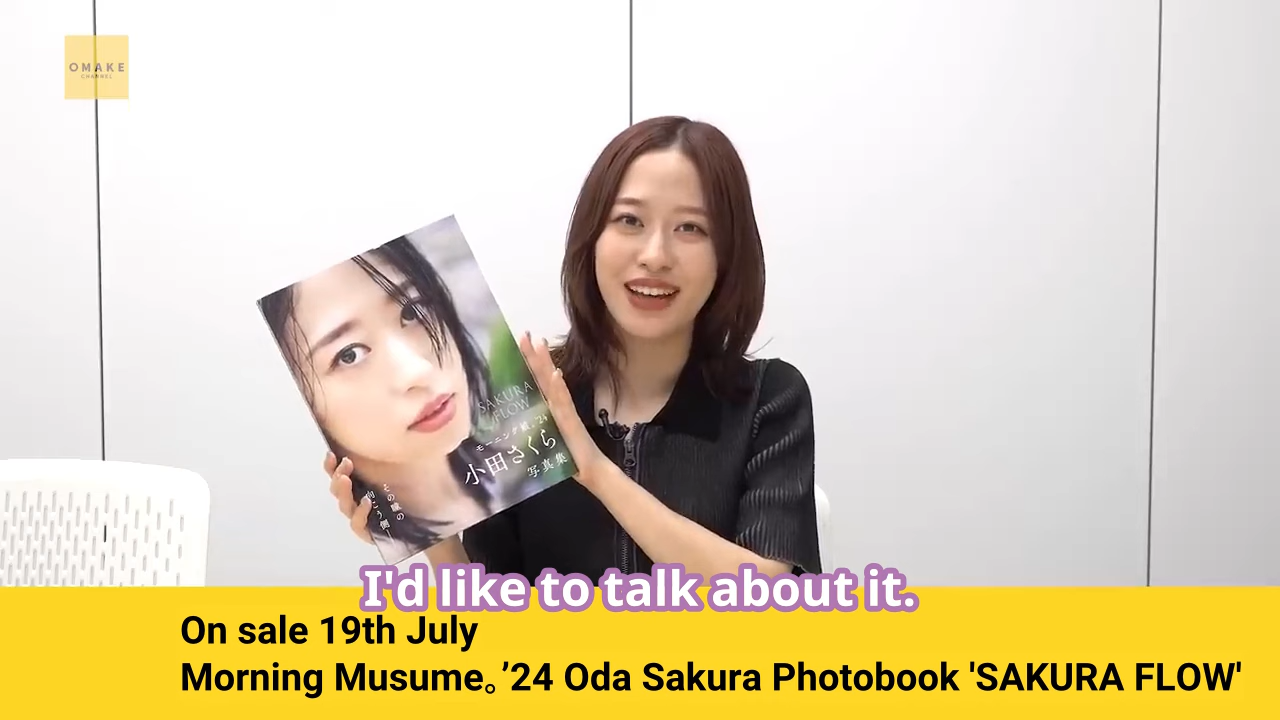 OMAKE
CHANNEL
SAKURA
FLOW
モーニング娘。'24
小田さくら
写真集
その瞳の
向こう側―
I'd like to talk about it.
On sale 19th July
Morning Musume。’24 Oda Sakura Photobook 'SAKURA FLOW'